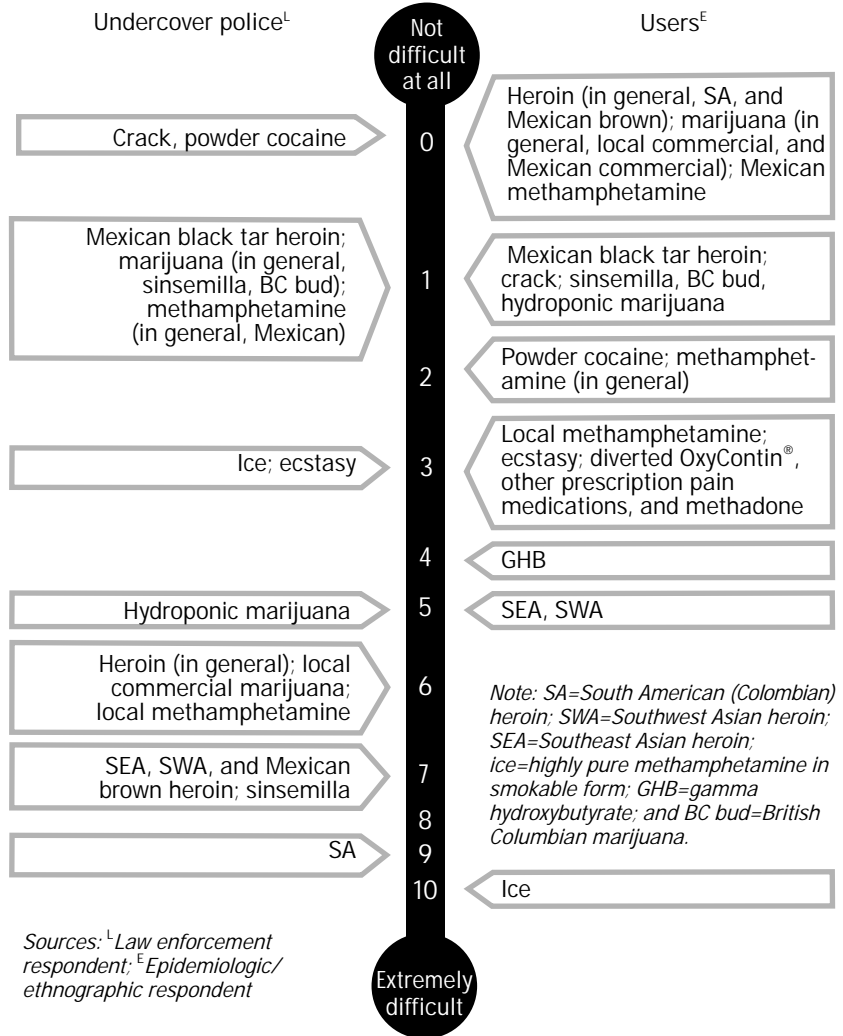 Undercover police^L
Not
difficult
at all
Users^E
Crack, powder cocaine
0
Heroin (in general, SA, and
Mexican brown); marijuana (in
general, local commercial, and
Mexican commercial); Mexican
methamphetamine
Mexican black tar heroin;
marijuana (in general,
sinsemilla, BC bud);
methamphetamine
(in general, Mexican)
1
Mexican black tar heroin;
crack; sinsemilla, BC bud,
hydroponic marijuana
2
Powder cocaine; methamphet-
amine (in general)
Ice; ecstasy
3
Local methamphetamine;
ecstasy; diverted OxyContin®,
other prescription pain
medications, and methadone
4
GHB
Hydroponic marijuana
5
SEA, SWA
Heroin (in general); local
commercial marijuana;
local methamphetamine
6
SEA, SWA, and Mexican
brown heroin; sinsemilla
7
8
SA
9
10
Ice
Note: SA=South American (Colombian)
heroin; SWA=Southwest Asian heroin;
SEA=Southeast Asian heroin;
ice=highly pure methamphetamine in
smokable form; GHB=gamma
hydroxybutyrate; and BC bud=British
Columbian marijuana.
Sources: ^L Law enforcement
respondent; ^E Epidemiologic/
ethnographic respondent
Extremely
difficult